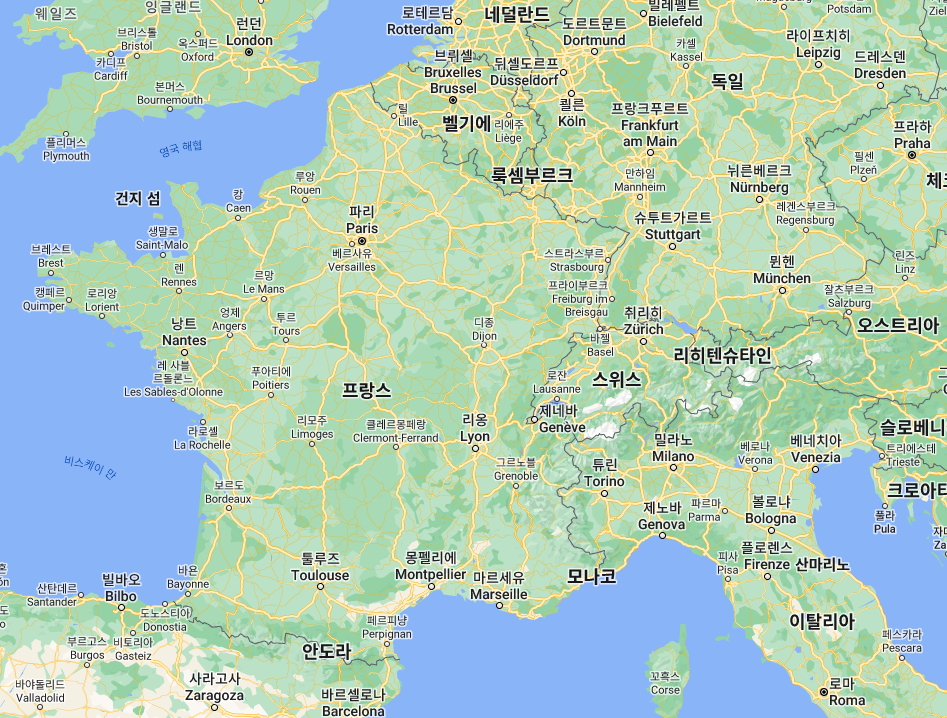 웨일즈
잉글랜드
브리스톨
Bristol
옥스퍼드
Oxford
런던
London
카디프
Cardiff
본머스
Bournemouth
플리머스
Plymouth
영국 해협
로테르담
Rotterdam
네덜란드
도르트문트
Dortmund
빌레펠트
Bielefeld
Magdeburg
Potsdam
카셀
Kassel
라이프치히
Leipzig
드레스덴
Dresden
독일
브뤼셀
Bruxelles
Brussel
뒤셀도르프
Düsseldorf
쾰른
Köln
릴
Lille
벨기에
리에주
Liège
프랑크푸르트
Frankfurt
am Main
프라하
Praha
필센
Plzeň
룩셈부르크
만하임
Mannheim
뉘른베르크
Nürnberg
레겐스부르크
Regensburg
건지 섬
캉
Caen
루앙
Rouen
파리
Paris
베르사유
Versailles
생말로
Saint-Malo
브레스트
Brest
캥페르
Quimper
로리앙
Lorient
렌
Rennes
르망
Le Mans
슈투트가르트
Stuttgart
스트라스부르
Strasbourg
프라이부르크
Freiburg im
Breisgau
뮌헨
München
린츠
Linz
잘츠부르크
Salzburg
낭트
Nantes
앙제
Angers
투르
Tours
디종
Dijon
바젤
Basel
취리히
Zürich
오스트리아
리히텐슈타인
레 사블
르돌론느
Les Sables-d'Olonne
푸아티에
Poitiers
프랑스
로잔
Lausanne
스위스
라로셸
La Rochelle
리모주
Limoges
클레르몽페랑
Clermont-Ferrand
리옹
Lyon
제네바
Genève
비스케이 만
그르노블
Grenoble
튜린
Torino
밀라노
Milano
베로나
Verona
베네치아
Venezia
슬로베니
트리에스테
Trieste
크로아티
풀라
Pula
보르도
Bordeaux
제노바
Genova
파르마
Parma
볼로냐
Bologna
툴루즈
Toulouse
몽펠리에
Montpellier
마르세유
Marseille
모나코
피사
Pisa
플로렌스
Firenze
산마리노
산탄데르
Santander
빌바오
Bilbo
바욘
Bayonne
도노스티아
Donostia
페르피냥
Perpignan
이탈리아
페스카라
Pescara
부르고스
Burgos
비토리아
Gasteiz
안도라
바야돌리드
Valladolid
사라고사
Zaragoza
바르셀로나
Barcelona
꼬흑스
Corse
로마
Roma